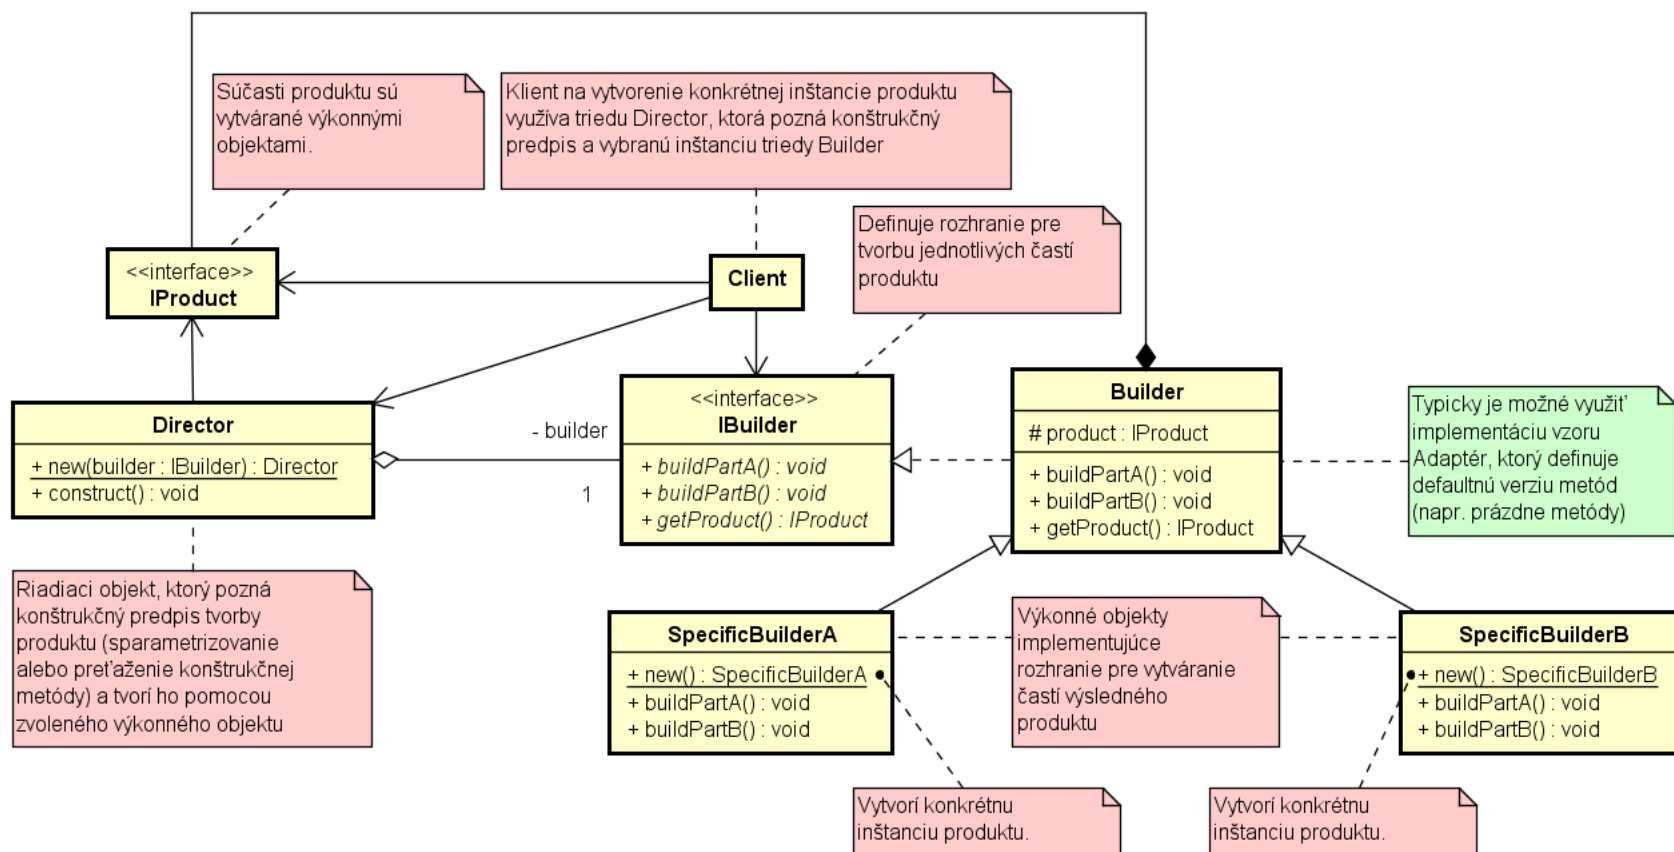 Súčasti produktu sú
vytvárané výkonnými
objektami.
Klient na vytvorenie konkrétnej inštancie produktu
využíva triedu Director, ktorá pozná konštrukčný
predpis a vybranú inštanciu triedy Builder
Definuje rozhranie pre
tvorbu jednotlivých častí
produktu
<<interface>>
IProduct
Client
Director
+ new(builder : IBuilder) : Director
+ construct() : void
- builder
1
<<interface>>
IBuilder
+ buildPartA() : void
+ buildPartB() : void
+ getProduct() : IProduct
Builder
# product : IProduct
+ buildPartA() : void
+ buildPartB() : void
+ getProduct() : IProduct
Typicky je možné využiť
implementáciu vzoru
Adaptér, ktorý definuje
defaultnú verziu metód
(napr. prázdne metódy)
Riadiaci objekt, ktorý pozná
konštrukčný predpis tvorby
produktu (sparametrizovanie
alebo preťaženie konštrukčnej
metódy) a tvorí ho pomocou
zvoleného výkonného objektu
SpecificBuilderA
+ new() : SpecificBuilderA
+ buildPartA() : void
+ buildPartB() : void
Výkonné objekty
implementujúce
rozhranie pre vytváranie
častí výsledného
produktu
SpecificBuilderB
+ new() : SpecificBuilderB
+ buildPartA() : void
+ buildPartB() : void
Vytvorí konkrétnu
inštanciu produktu.
Vytvorí konkrétnu
inštanciu produktu.